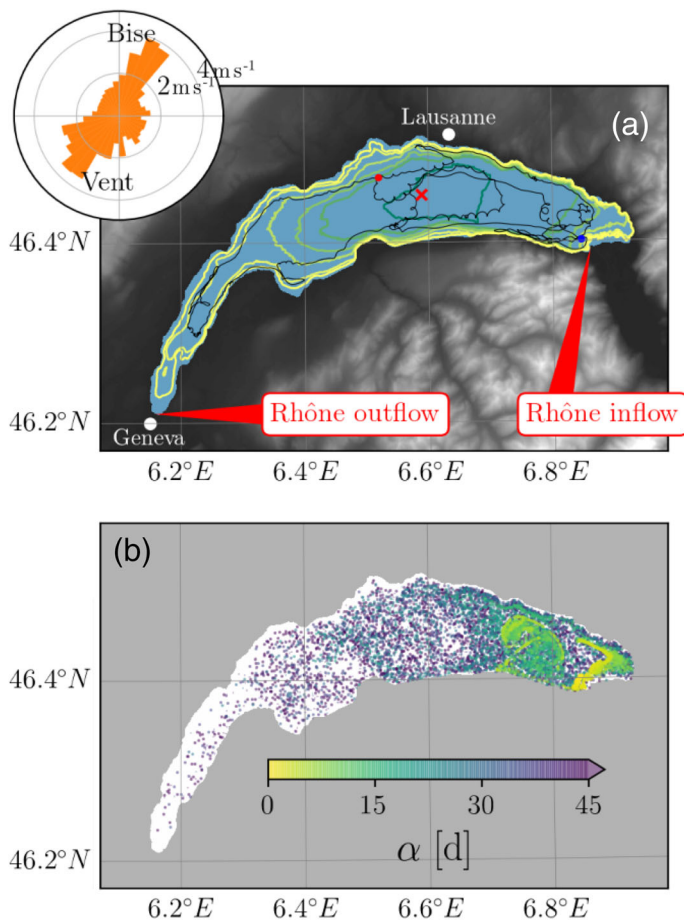 Bise
4 m s⁻¹
2 m s⁻¹
Vent
(a)
Lausanne
46.4°N
46.2°N
Rhône outflow
Rhône inflow
Geneva
6.2°E 6.4°E 6.6°E 6.8°E
(b)
46.4°N
0 15 30 45
α [d]
46.2°N
6.2°E 6.4°E 6.6°E 6.8°E